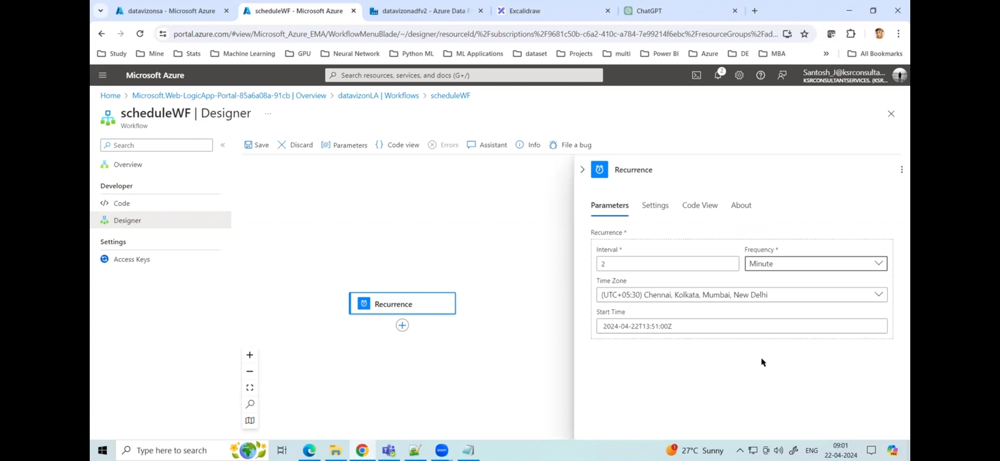 datavizonsa - Microsoft Azure
scheduleWF - Microsoft Azure
datavizonadfv2 - Azure Data F
Excalidraw
ChatGPT
portal.azure.com/#view/Microsoft_Azure_EMA/WorkflowMenuBlade/~/designer/resourceId/%2Fsubscriptions%2F9681c50b-c6a2-410c-a784-7e99214f6ebc%2FresourceGroups%2Fad...
Study
Mine
Stats
Machine Learning
GPU
Neural Network
Python ML
ML Applications
dataset
Projects
multi
Power BI
Azure
DE
MBA
»
All Bookmarks
Microsoft Azure
Search resources, services, and docs (G+/)
2
Santosh_J@ksrconsulta...
KSRCONSULTANTSERVICES. (KSR...
Home > Microsoft.Web-LogicApp-Portal-85a6a08a-91cb | Overview > datavizonLA | Workflows > scheduleWF
scheduleWF | Designer ...
Workflow
Search
«
Save
Discard
Parameters
Code view
Errors
Assistant
Info
File a bug
Overview
Developer
Code
Designer
Settings
Access Keys
Recurrence
Recurrence
Parameters
Settings
Code View
About
Recurrence *
Interval *
Frequency *
2
Minute
Time Zone
(UTC+05:30) Chennai, Kolkata, Mumbai, New Delhi
Start Time
2024-04-22T13:51:00Z
Type here to search
zoom
1
27°C Sunny
ENG
09:01
22-04-2024
PRE